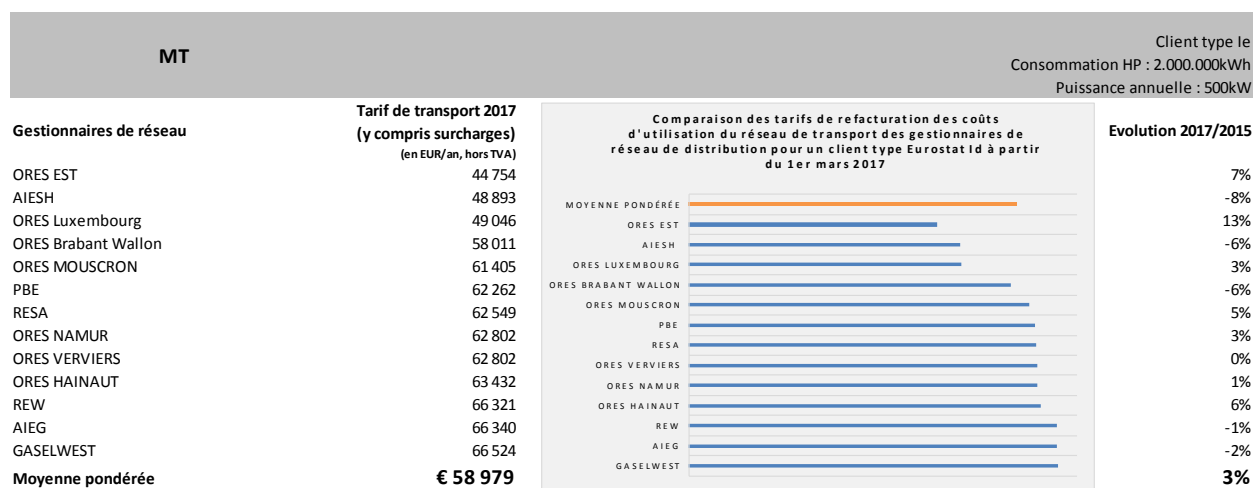 MT
Client type Ie
Consommation HP : 2.000.000kWh
Puissance annuelle : 500kW
Gestionnaires de réseau
Tarif de transport 2017
(y compris surcharges)
(en EUR/an, hors TVA)
Evolution 2017/2015
ORES EST 44 754 7%
AIESH 48 893 -8%
ORES Luxembourg 49 046 13%
ORES Brabant Wallon 58 011 -6%
ORES MOUSCRON 61 405 3%
PBE 62 262 -6%
RESA 62 549 5%
ORES NAMUR 62 802 3%
ORES VERVIERS 62 802 0%
ORES HAINAUT 63 432 1%
REW 66 321 6%
AIEG 66 340 -1%
GASELWEST 66 524 -2%
Moyenne pondérée € 58 979 3%
Comparaison des tarifs de refacturation des coûts
d'utilisation du réseau de transport des gestionnaires de
réseau de distribution pour un client type Eurostat Id à partir
du 1er mars 2017
MOYENNE PONDÉRÉE
ORES EST
AIESH
ORES LUXEMBOURG
ORES BRABANT WALLON
ORES MOUSCRON
PBE
RESA
ORES VERVIERS
ORES NAMUR
ORES HAINAUT
REW
AIEG
GASELWEST